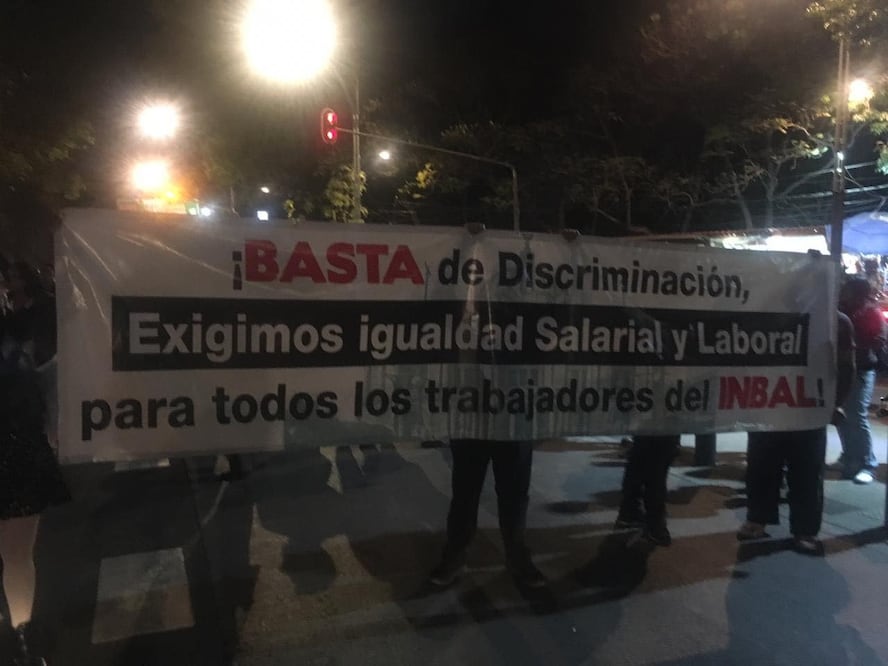 ¡BASTA de Discriminación,
Exigimos igualdad Salarial y Laboral
para todos los trabajadores del INBAL!